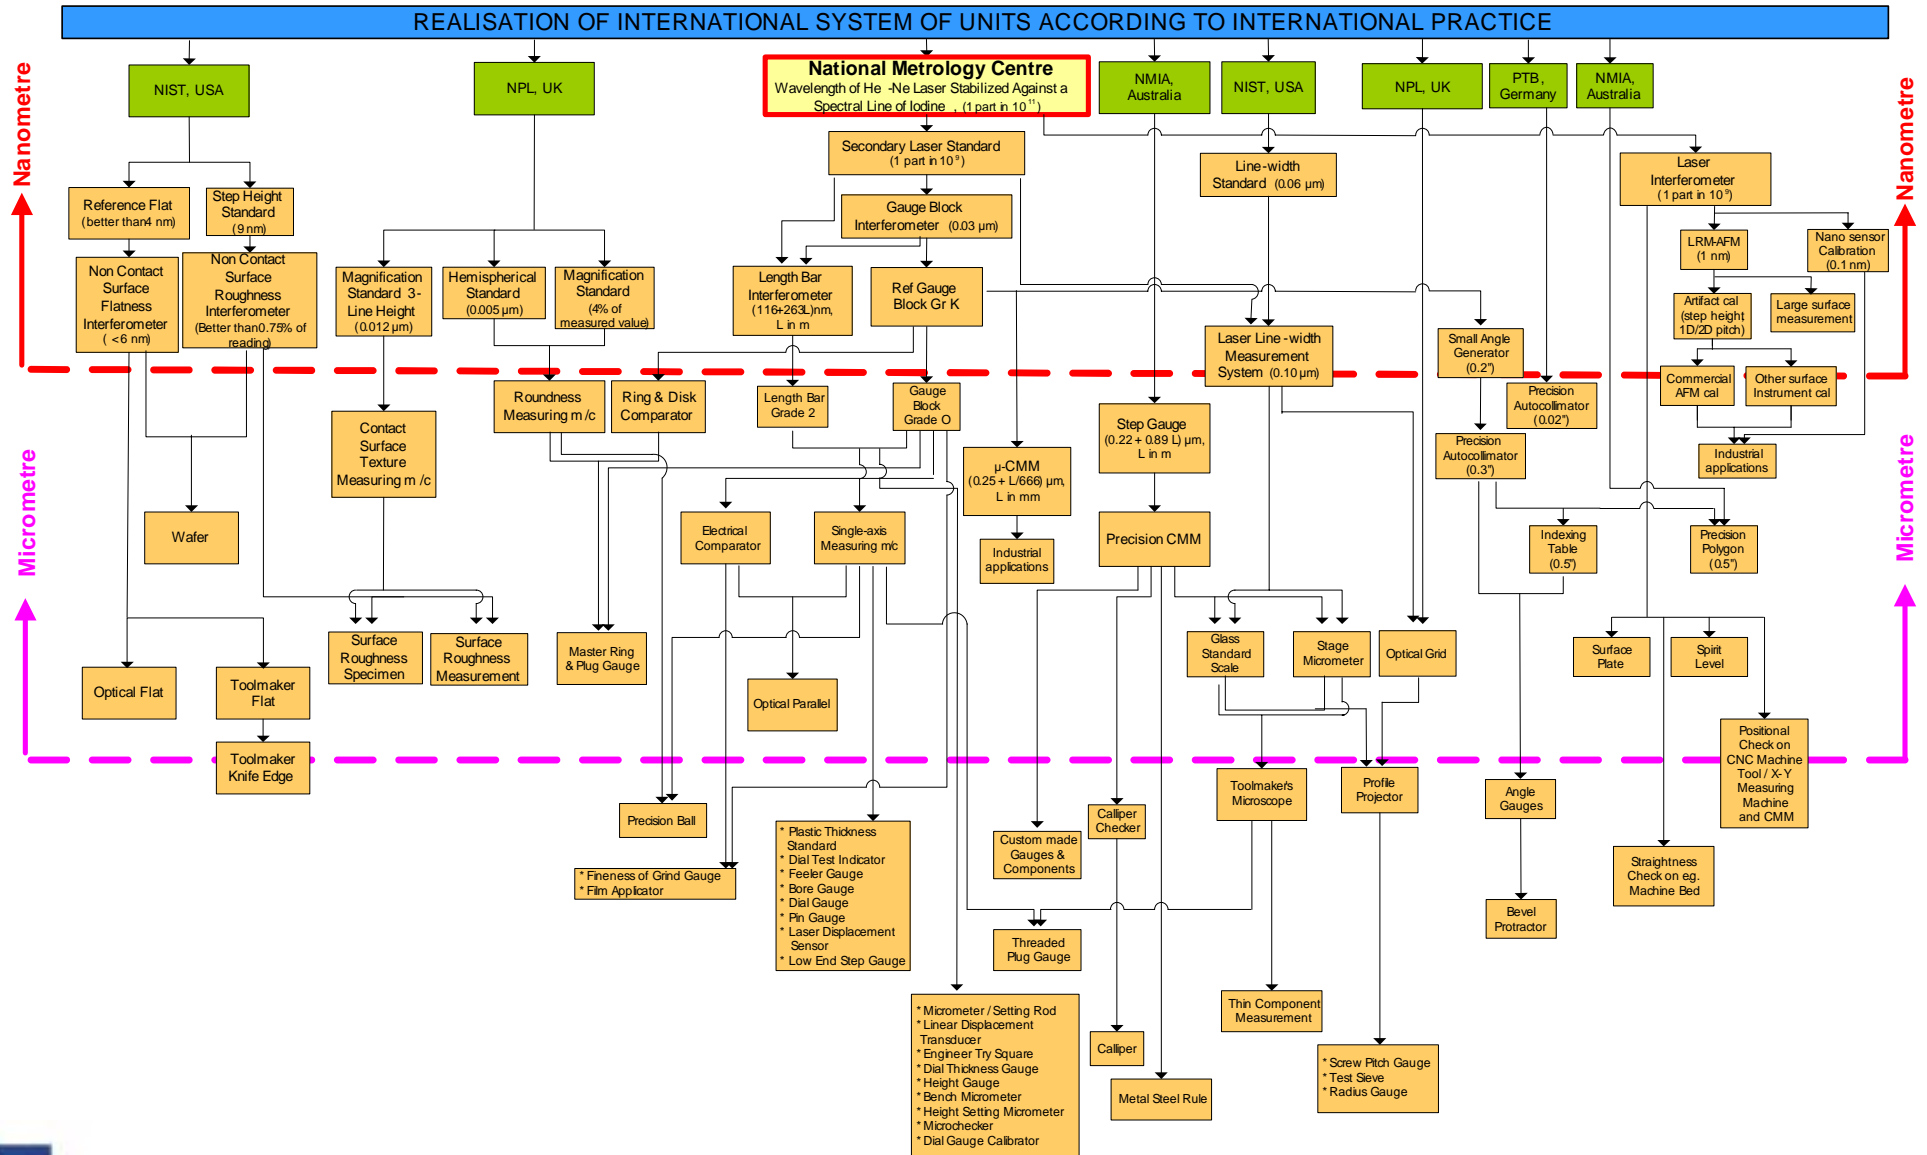 REALISATION OF INTERNATIONAL SYSTEM OF UNITS ACCORDING TO INTERNATIONAL PRACTICE
NIST, USA
NPL, UK
National Metrology Centre
Wavelength of He -Ne Laser Stabilized Against a
Spectral Line of Iodine , (1 part in 10¹¹)
NMIA,
Australia
NIST, USA
NPL, UK
PTB,
Germany
NMIA,
Australia
Nanometre
Nanometre
Micrometre
Micrometre
Secondary Laser Standard
(1 part in 10⁹)
Line-width
Standard (0.06 µm)
Laser
Interferometer
(1 part in 10⁹)
Reference Flat
(better than4 nm)
Step Height
Standard
(9 nm)
Gauge Block
Interferometer (0.03 µm)
LRM-AFM
(1 nm)
Nano sensor
Calibration
(0.1 nm)
Non Contact
Surface
Flatness
Interferometer
( <6 nm)
Non Contact
Surface
Roughness
Interferometer
(Better than0.75% of
reading)
Magnification
Standard 3-
Line Height
(0.012 µm)
Hemispherical
Standard
(0.005 µm)
Magnification
Standard
(4% of
measured value)
Length Bar
Interferometer
(116+263L)nm,
L in m
Ref Gauge
Block Gr K
Artifact cal
(step height,
1D/2D pitch)
Large surface
measurement
Laser Line -width
Measurement
System (0.10 µm)
Small Angle
Generator
(0.2")
Commercial
AFM cal
Other surface
Instrument cal
Roundness
Measuring m /c
Ring & Disk
Comparator
Length Bar
Grade 2
Gauge
Block
Grade O
Precision
Autocollimator
(0.02")
Contact
Surface
Texture
Measuring m /c
Step Gauge
(0.22 + 0.89 L) µm,
L in m
Precision
Autocollimator
(0.3")
Industrial
applications
µ-CMM
(0.25 + L/666) µm,
L in mm
Wafer
Electrical
Comparator
Single-axis
Measuring m/c
Industrial
applications
Precision CMM
Indexing
Table
(0.5")
Precision
Polygon
(0.5")
Surface
Roughness
Specimen
Surface
Roughness
Measurement
Master Ring
& Plug Gauge
Glass
Standard
Scale
Stage
Micrometer
Optical Grid
Surface
Plate
Spirit
Level
Optical Flat
Toolmaker
Flat
Optical Parallel
Toolmaker
Knife Edge
Positional
Check on
CNC Machine
Tool / X-Y
Measuring
Machine
and CMM
Precision Ball
Toolmaker's
Microscope
Profile
Projector
Angle
Gauges
Calliper
Checker
Custom made
Gauges &
Components
* Plastic Thickness
Standard
* Dial Test Indicator
* Feeler Gauge
* Bore Gauge
* Dial Gauge
* Pin Gauge
* Laser Displacement
Sensor
* Low End Step Gauge
* Fineness of Grind Gauge
* Film Applicator
Straightness
Check on eg.
Machine Bed
Bevel
Protractor
Threaded
Plug Gauge
Thin Component
Measurement
* Micrometer / Setting Rod
* Linear Displacement
Transducer
* Engineer Try Square
* Dial Thickness Gauge
* Height Gauge
* Bench Micrometer
* Height Setting Micrometer
* Microchecker
* Dial Gauge Calibrator
Calliper
Metal Steel Rule
* Screw Pitch Gauge
* Test Sieve
* Radius Gauge